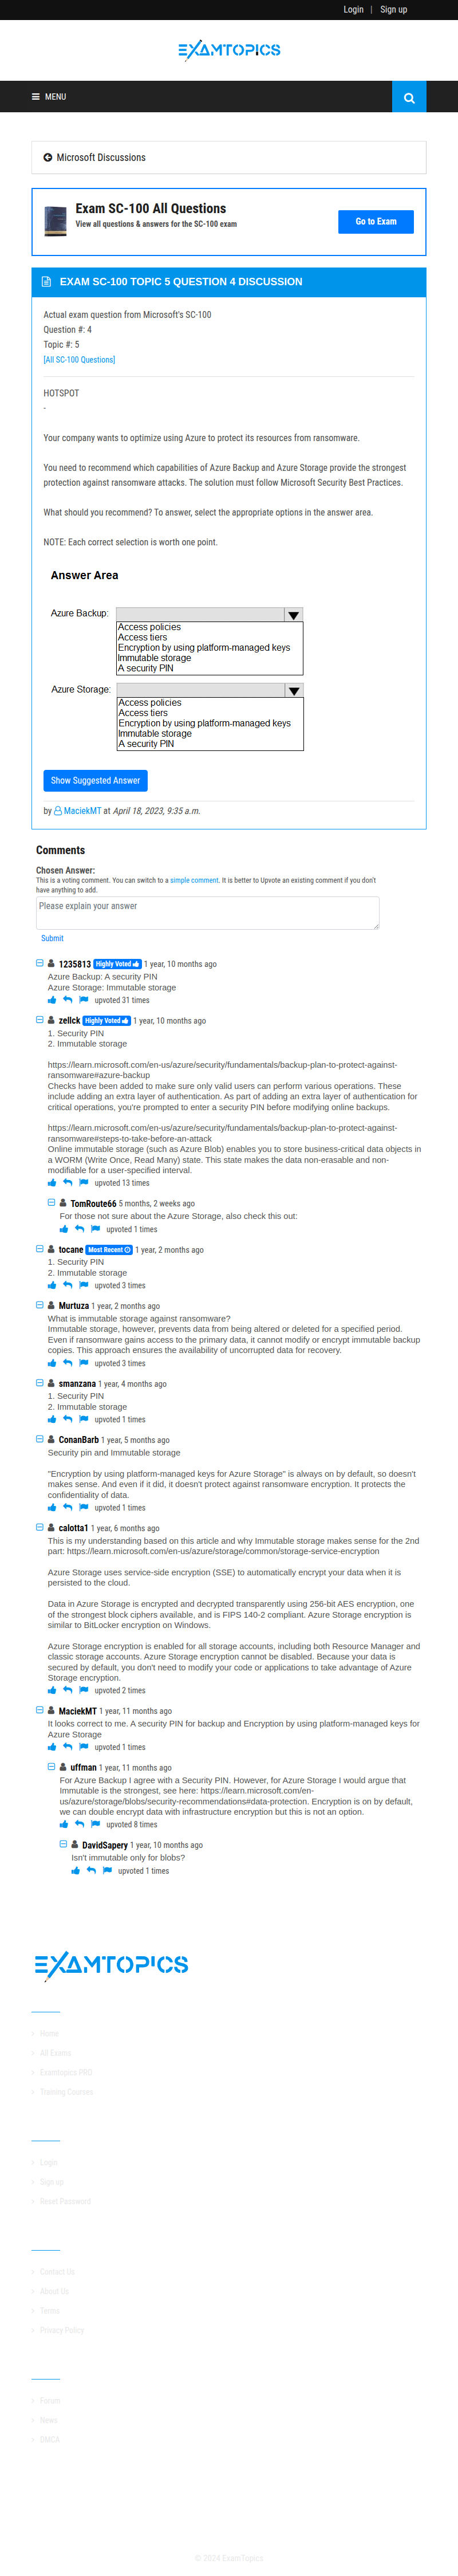 Login | Sign up
EXAMTOPICS
MENU
Microsoft Discussions
Exam SC-100 All Questions
View all questions & answers for the SC-100 exam
Go to Exam
EXAM SC-100 TOPIC 5 QUESTION 4 DISCUSSION
Actual exam question from Microsoft's SC-100
Question #: 4
Topic #: 5
[All SC-100 Questions]
HOTSPOT
-
Your company wants to optimize using Azure to protect its resources from ransomware.
You need to recommend which capabilities of Azure Backup and Azure Storage provide the strongest
protection against ransomware attacks. The solution must follow Microsoft Security Best Practices.
What should you recommend? To answer, select the appropriate options in the answer area.
NOTE: Each correct selection is worth one point.
Answer Area
Azure Backup:
Access policies
Access tiers
Encryption by using platform-managed keys
Immutable storage
A security PIN
Azure Storage:
Access policies
Access tiers
Encryption by using platform-managed keys
Immutable storage
A security PIN
Show Suggested Answer
by MaciekMT at April 18, 2023, 9:35 a.m.
Comments
Chosen Answer:
This is a voting comment. You can switch to a simple comment. It is better to Upvote an existing comment if you don't
have anything to add.
Please explain your answer
Submit
1235813 Highly Voted 1 year, 10 months ago
Azure Backup: A security PIN
Azure Storage: Immutable storage
upvoted 31 times
zellck Highly Voted 1 year, 10 months ago
1. Security PIN
2. Immutable storage
https://learn.microsoft.com/en-us/azure/security/fundamentals/backup-plan-to-protect-against-
ransomware#azure-backup
Checks have been added to make sure only valid users can perform various operations. These
include adding an extra layer of authentication. As part of adding an extra layer of authentication for
critical operations, you're prompted to enter a security PIN before modifying online backups.
https://learn.microsoft.com/en-us/azure/security/fundamentals/backup-plan-to-protect-against-
ransomware#steps-to-take-before-an-attack
Online immutable storage (such as Azure Blob) enables you to store business-critical data objects in
a WORM (Write Once, Read Many) state. This state makes the data non-erasable and non-
modifiable for a user-specified interval.
upvoted 13 times
TomRoute66 5 months, 2 weeks ago
For those not sure about the Azure Storage, also check this out:
upvoted 1 times
tocane Most Recent 1 year, 2 months ago
1. Security PIN
2. Immutable storage
upvoted 3 times
Murtuza 1 year, 2 months ago
What is immutable storage against ransomware?
Immutable storage, however, prevents data from being altered or deleted for a specified period.
Even if ransomware gains access to the primary data, it cannot modify or encrypt immutable backup
copies. This approach ensures the availability of uncorrupted data for recovery.
upvoted 3 times
smanzana 1 year, 4 months ago
1. Security PIN
2. Immutable storage
upvoted 1 times
ConanBarb 1 year, 5 months ago
Security pin and Immutable storage
"Encryption by using platform-managed keys for Azure Storage" is always on by default, so doesn't
makes sense. And even if it did, it doesn't protect against ransomware encryption. It protects the
confidentiality of data.
upvoted 1 times
calotta1 1 year, 6 months ago
This is my understanding based on this article and why Immutable storage makes sense for the 2nd
part: https://learn.microsoft.com/en-us/azure/storage/common/storage-service-encryption
Azure Storage uses service-side encryption (SSE) to automatically encrypt your data when it is
persisted to the cloud.
Data in Azure Storage is encrypted and decrypted transparently using 256-bit AES encryption, one
of the strongest block ciphers available, and is FIPS 140-2 compliant. Azure Storage encryption is
similar to BitLocker encryption on Windows.
Azure Storage encryption is enabled for all storage accounts, including both Resource Manager and
classic storage accounts. Azure Storage encryption cannot be disabled. Because your data is
secured by default, you don't need to modify your code or applications to take advantage of Azure
Storage encryption.
upvoted 2 times
MaciekMT 1 year, 11 months ago
It looks correct to me. A security PIN for backup and Encryption by using platform-managed keys for
Azure Storage
upvoted 1 times
uffman 1 year, 11 months ago
For Azure Backup I agree with a Security PIN. However, for Azure Storage I would argue that
Immutable is the strongest, see here: https://learn.microsoft.com/en-
us/azure/storage/blobs/security-recommendations#data-protection. Encryption is on by default,
we can double encrypt data with infrastructure encryption but this is not an option.
upvoted 8 times
DavidSapery 1 year, 10 months ago
Isn't immutable only for blobs?
upvoted 1 times
EXAMTOPICS
Home
All Exams
Examtopics PRO
Training Courses
Login
Sign up
Reset Password
Contact Us
About Us
Terms
Privacy Policy
Forum
News
DMCA
© 2024 ExamTopics